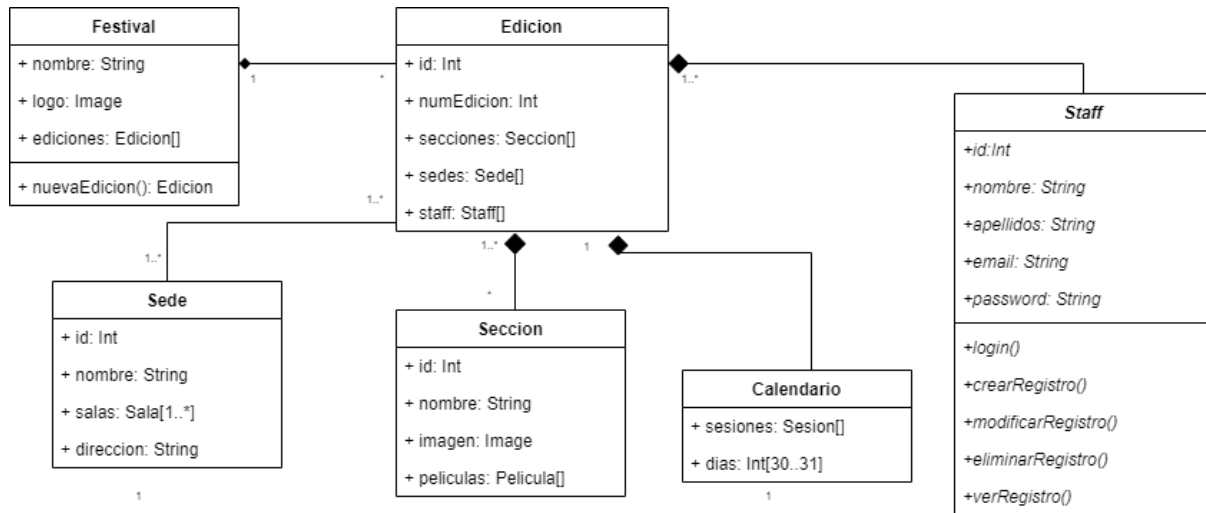 Festival
+ nombre: String
+ logo: Image
+ ediciones: Edicion[]
+ nuevaEdicion(): Edicion
1
*
Edicion
+ id: Int
+ numEdicion: Int
+ secciones: Seccion[]
+ sedes: Sede[]
+ staff: Staff[]
1..*
Staff
+id:Int
+nombre: String
+apellidos: String
+email: String
+password: String
+login()
+crearRegistro()
+modificarRegistro()
+eliminarRegistro()
+verRegistro()
1..*
1..*
Sede
+ id: Int
+ nombre: String
+ salas: Sala[1..*]
+ direccion: String
1
1..*
*
Seccion
+ id: Int
+ nombre: String
+ imagen: Image
+ peliculas: Pelicula[]
1
Calendario
+ sesiones: Sesion[]
+ dias: Int[30..31]
1